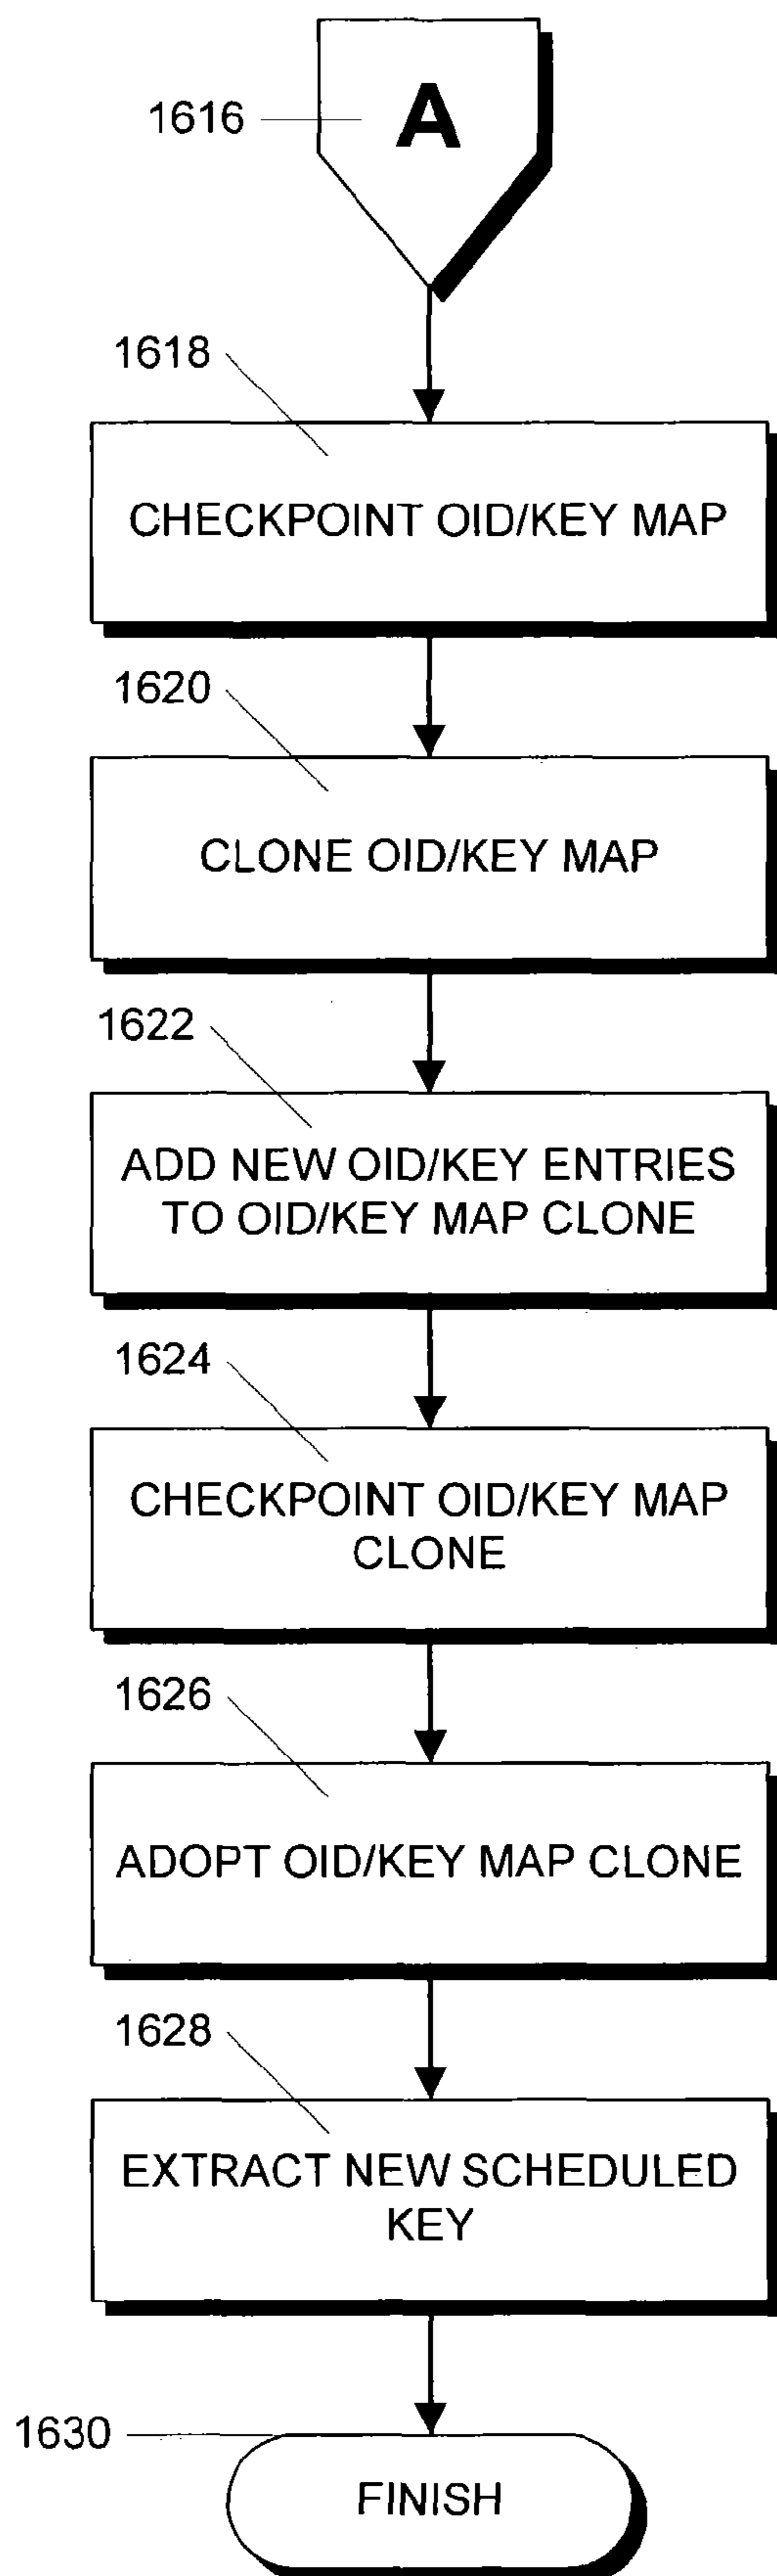 1616
A
1618
CHECKPOINT OID/KEY MAP
1620
CLONE OID/KEY MAP
1622
ADD NEW OID/KEY ENTRIES
TO OID/KEY MAP CLONE
1624
CHECKPOINT OID/KEY MAP
CLONE
1626
ADOPT OID/KEY MAP CLONE
1628
EXTRACT NEW SCHEDULED
KEY
1630
FINISH